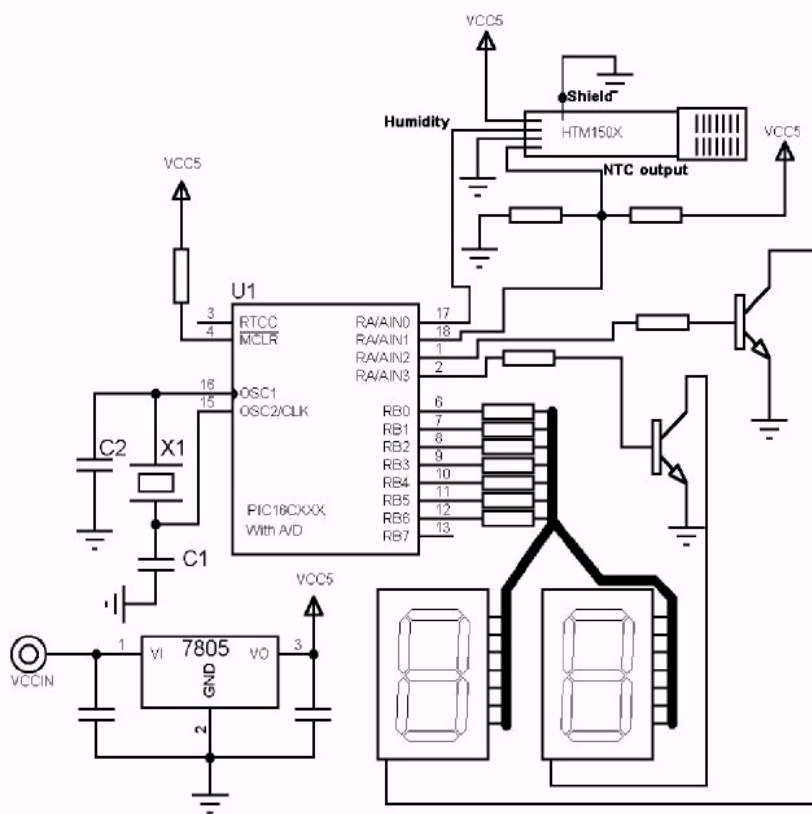 VCC5
Shield
Humidity
HTM150X
VCC5
NTC output
VCC5
U1
3
RTCC
RA/AIN0
17
4
MCLR
RA/AIN1
18
RA/AIN2
1
RA/AIN3
2
16
OSC1
15
OSC2/CLK
RB0
6
RB1
7
RB2
8
RB3
9
RB4
10
RB5
11
RB6
12
RB7
13
C2
X1
PIC16CXXX
With A/D
C1
VCC5
1
VI
7805
VO
3
GND
2
VCCIN